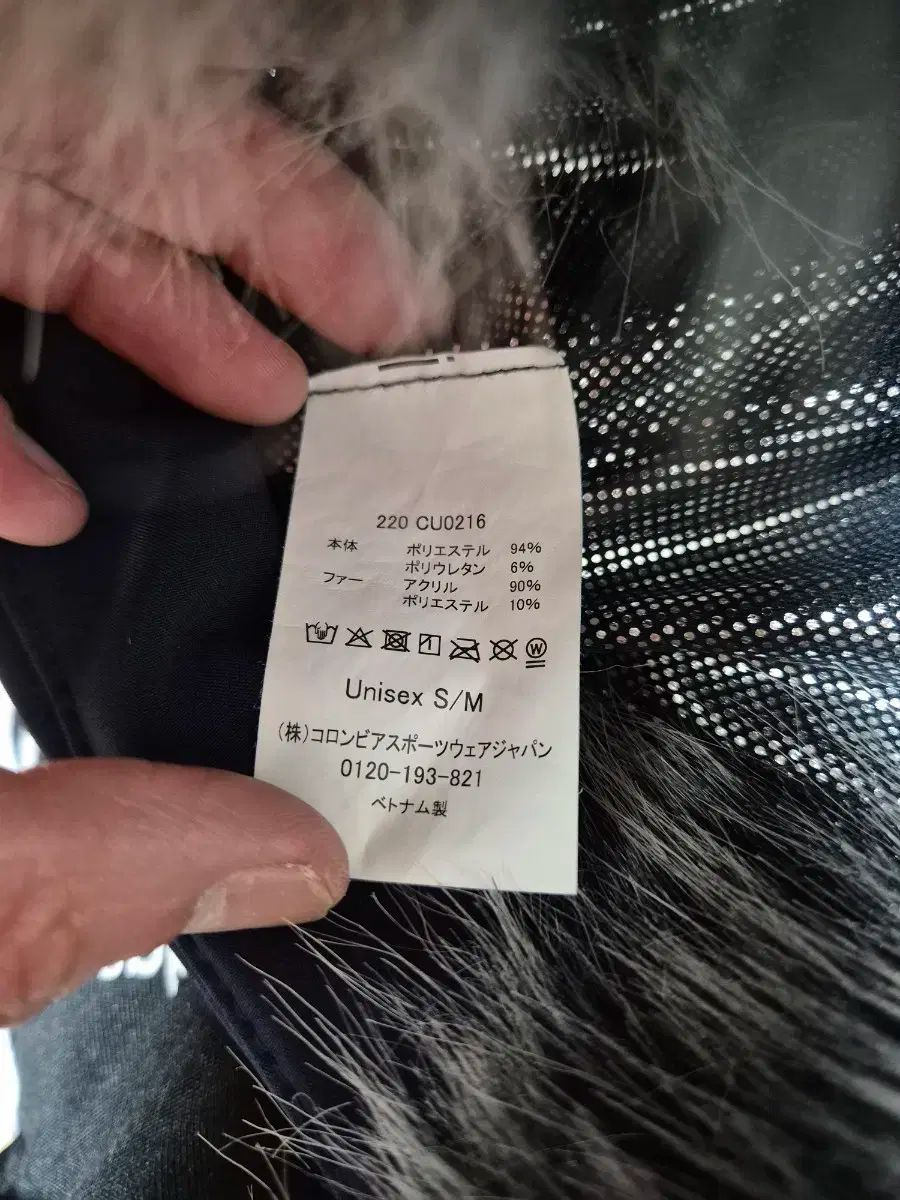 220 CU0216
本体 ポリエステル 94%
ポリウレタン 6%
ファー アクリル 90%
ポリエステル 10%
W
Unisex S/M
(株)コロンビアスポーツウェアジャパン
0120-193-821
ベトナム製